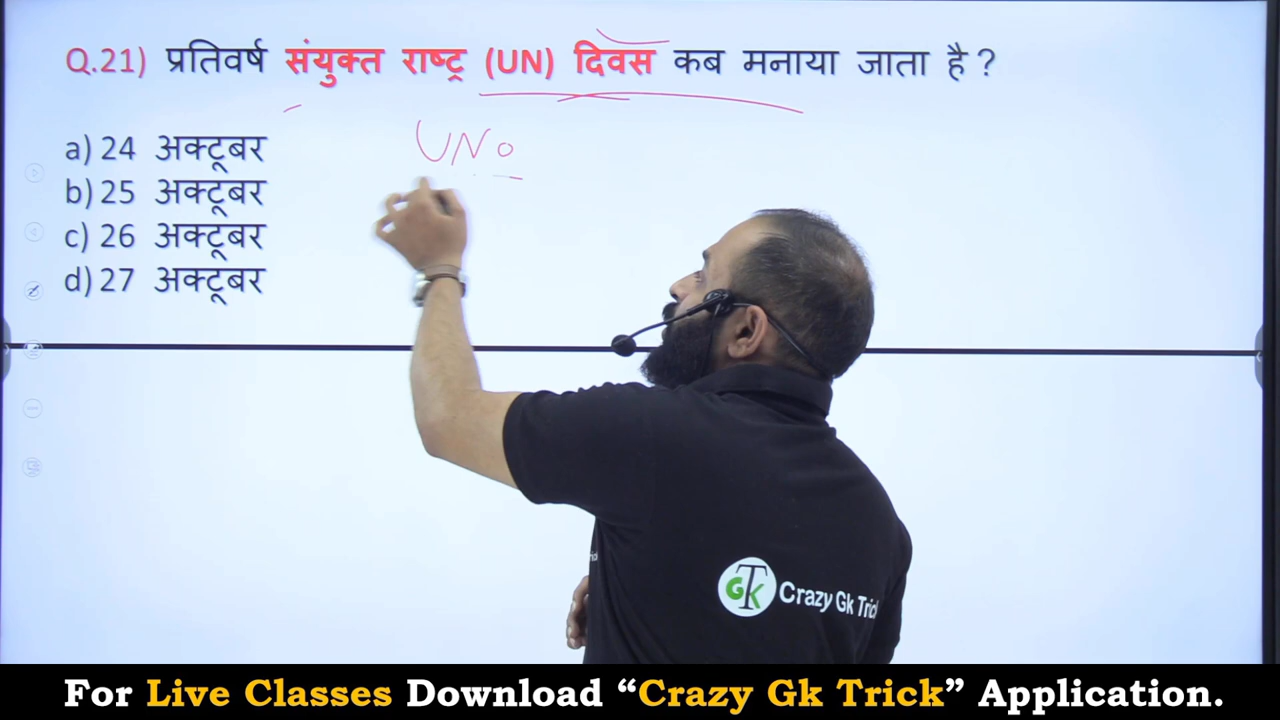 Q.21) प्रतिवर्ष संयुक्त राष्ट्र (UN) दिवस कब मनाया जाता है ?
UNO
a) 24 अक्टूबर
b) 25 अक्टूबर
c) 26 अक्टूबर
d) 27 अक्टूबर
GTK Crazy Gk Trick
For Live Classes Download “Crazy Gk Trick” Application.